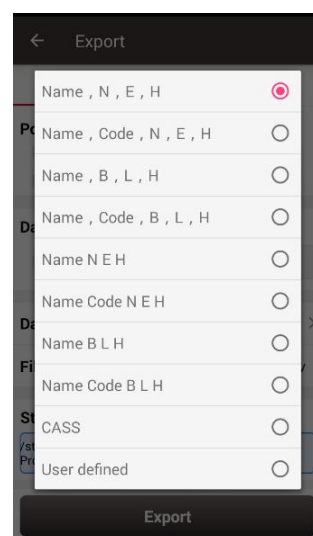 Export
Name , N , E , H
Name , Code , N , E , H
Name , B , L , H
Name , Code , B , L , H
Name N E H
Name Code N E H
Name B L H
Name Code B L H
CASS
User defined
Export